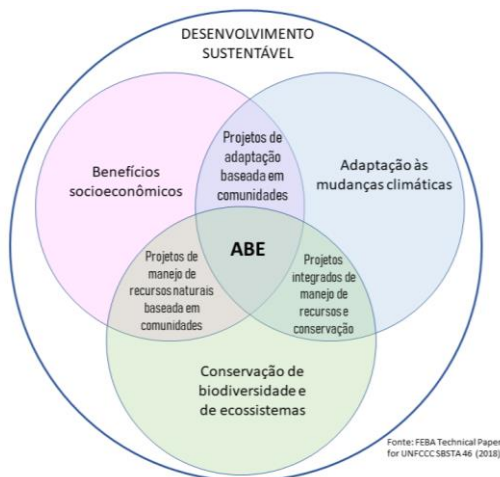 DESENVOLVIMENTO
SUSTENTÁVEL
Benefícios
socioeconômicos
Projetos de
adaptação
baseada em
comunidades
Adaptação às
mudanças climáticas
Projetos de
manejo de
recursos naturais
baseada em
comunidades
ABE
Projetos
integrados de
manejo de
recursos e
conservação
Conservação de
biodiversidade e
de ecossistemas
Fonte: FEBA Technical Paper
for UNFCCC SBSTA 46 (2018)